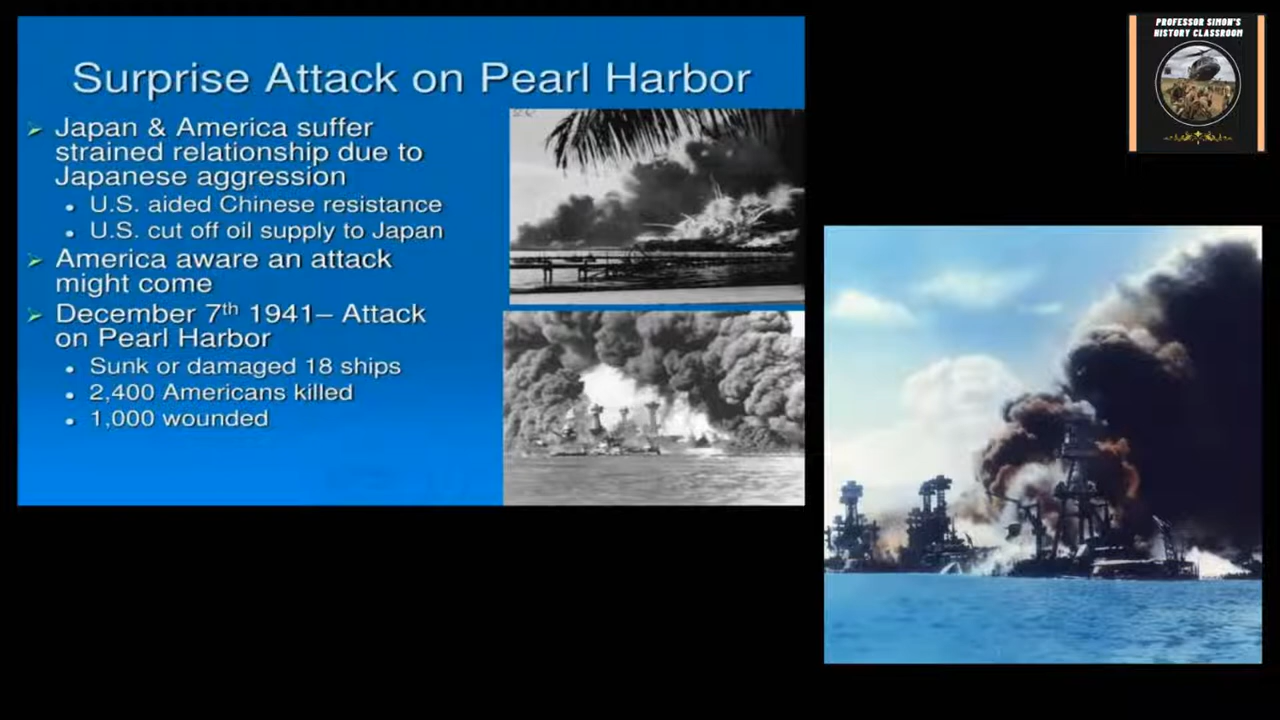 Surprise Attack on Pearl Harbor
➢ Japan & America suffer
strained relationship due to
Japanese aggression
• U.S. aided Chinese resistance
• U.S. cut off oil supply to Japan
➢ America aware an attack
might come
➢ December 7th 1941– Attack
on Pearl Harbor
• Sunk or damaged 18 ships
• 2,400 Americans killed
• 1,000 wounded
PROFESSOR SIMON'S
HISTORY CLASSROOM